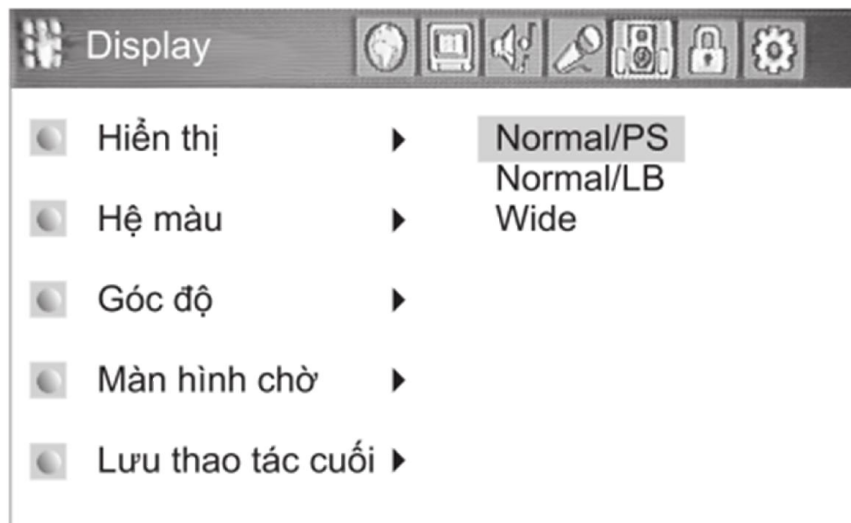 Display
Hiển thị
Normal/PS
Normal/LB
Hệ màu
Wide
Góc độ
Màn hình chờ
Lưu thao tác cuối